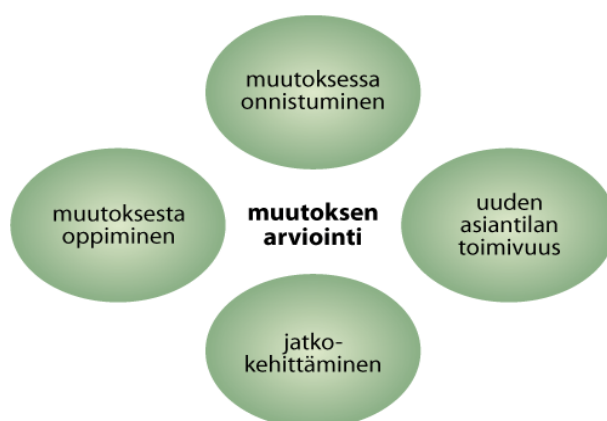 muutoksessa
onnistuminen
muutoksesta
oppiminen
muutoksen
arviointi
uuden
asiantilan
toimivuus
jatko-
kehittäminen